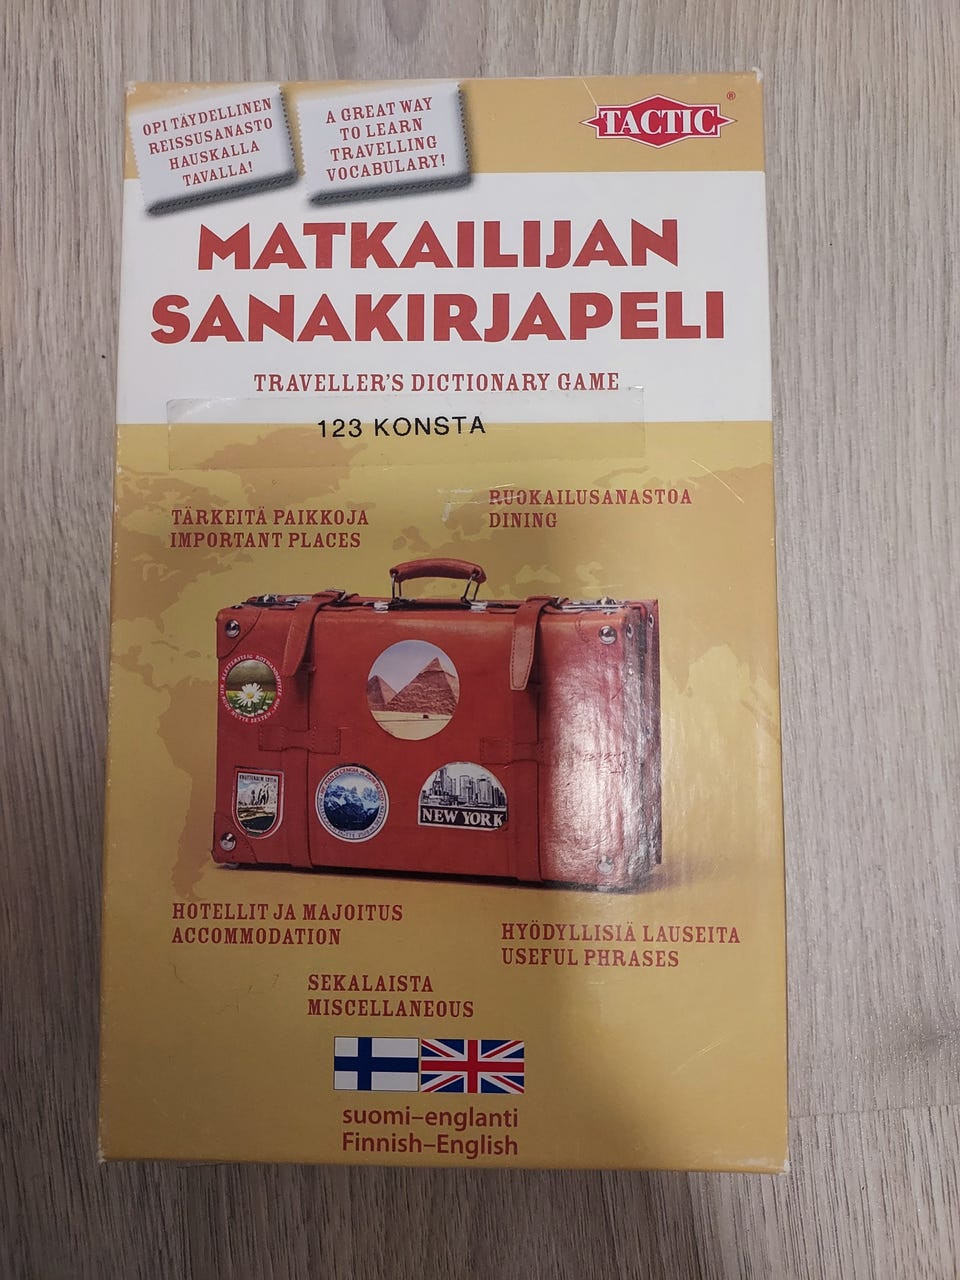 OPI TÄYDELLINEN
REISSUSANASTO
HAUSKALLA
TAVALLA!
A GREAT WAY
TO LEARN
TRAVELLING
VOCABULARY!
TACTIC®
MATKAILIJAN
SANAKIRJAPELI
TRAVELLER'S DICTIONARY GAME
123 KONSTA
TÄRKEITÄ PAIKKOJA
IMPORTANT PLACES
RUOKAILUSANASTOA
DINING
NEW YORK
HOTELLIT JA MAJOITUS
ACCOMMODATION
HYÖDYLLISIÄ LAUSEITA
USEFUL PHRASES
SEKALAISTA
MISCELLANEOUS
suomi–englanti
Finnish–English